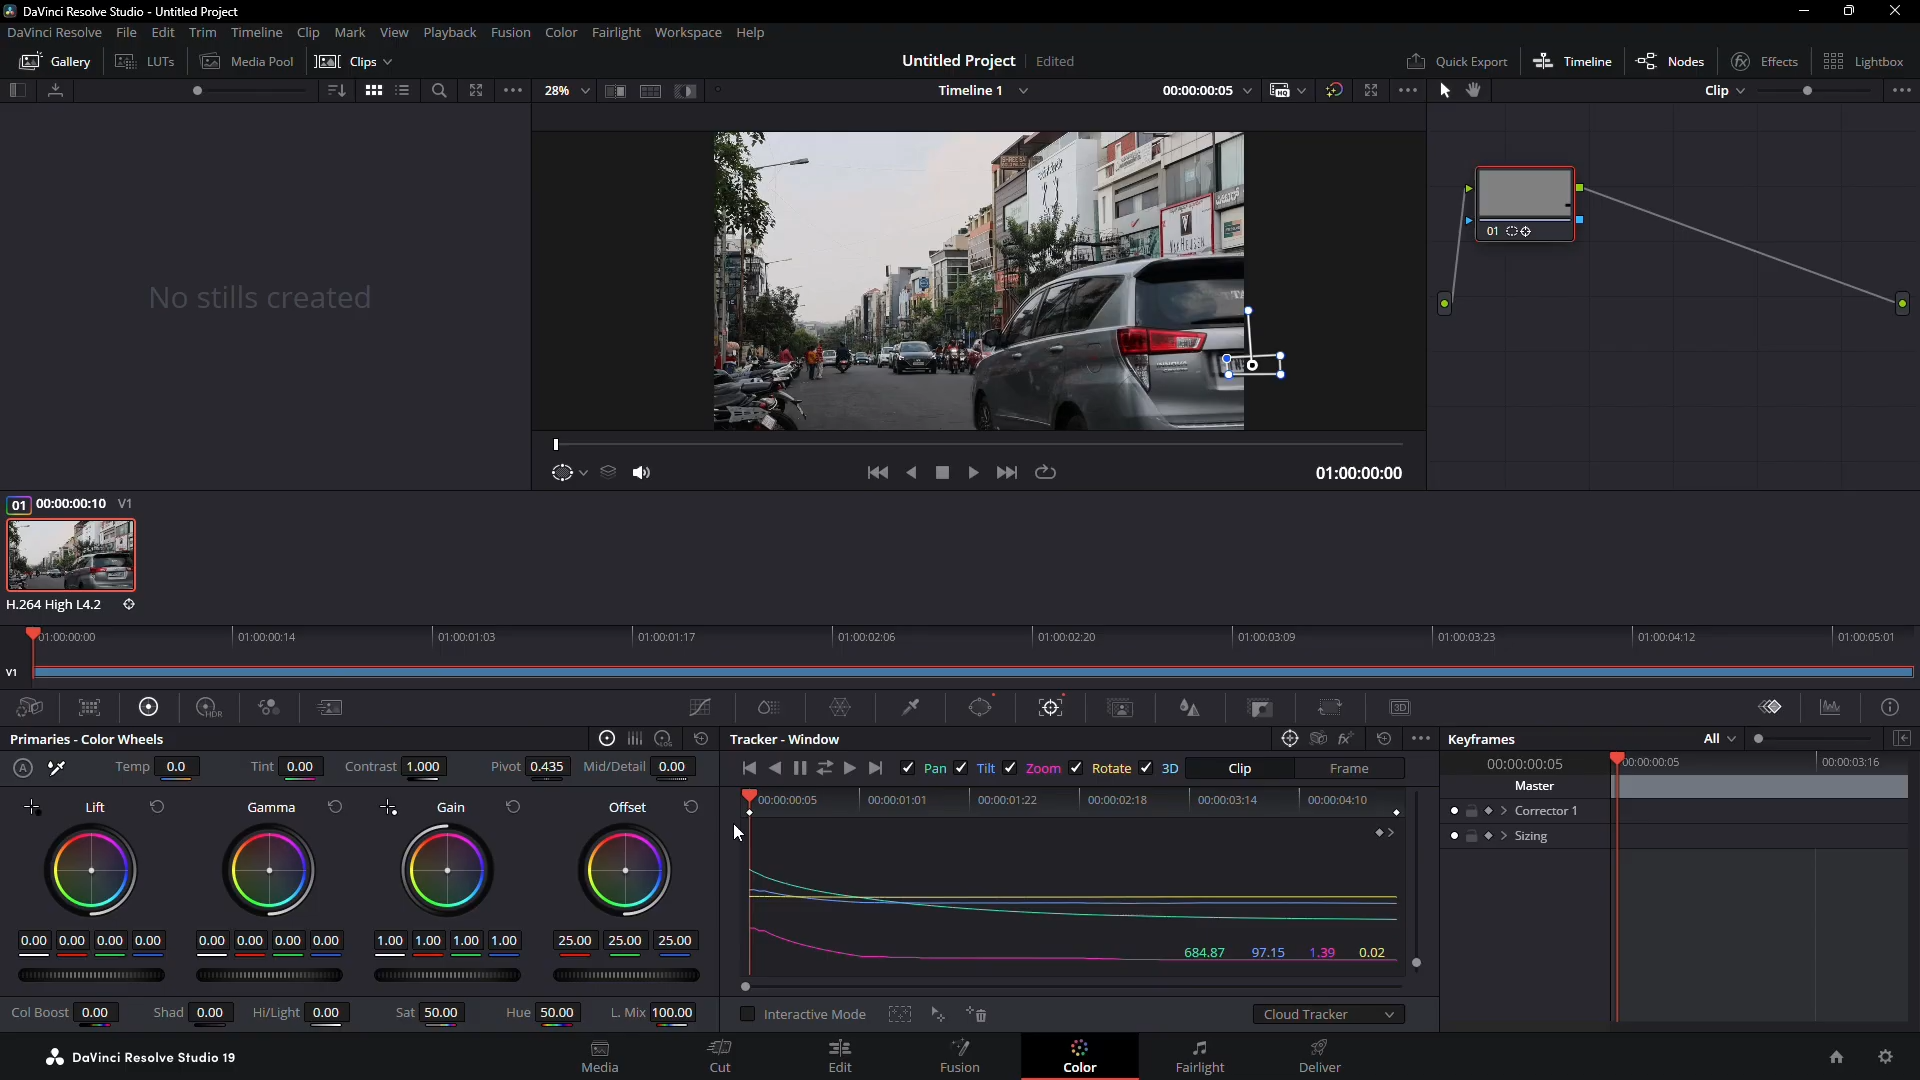 DaVinci Resolve Studio - Untitled Project
DaVinci Resolve File Edit Trim Timeline Clip Mark View Playback Fusion Color Fairlight Workspace Help
Gallery LUTs Media Pool Clips Untitled Project Edited Quick Export Timeline Nodes Effects Lightbox
28% Timeline 1 00:00:00:05 Clip
No stills created
01
01:00:00:00
01 00:00:00:10 V1
H.264 High L4.2
01:00:00:00 01:00:00:14 01:00:01:03 01:00:01:17 01:00:02:06 01:00:02:20 01:00:03:09 01:00:03:23 01:00:04:12 01:00:05:01
V1
HDR 3D
Primaries - Color Wheels Tracker - Window Keyframes All
A Temp 0.0 Tint 0.00 Contrast 1.000 Pivot 0.435 Mid/Detail 0.00 Pan Tilt Zoom Rotate 3D Clip Frame 00:00:00:05 00:00:00:05 00:00:03:16
Master
Lift Gamma Gain Offset 00:00:00:05 00:00:01:01 00:00:01:22 00:00:02:18 00:00:03:14 00:00:04:10 Corrector 1
Sizing
0.00 0.00 0.00 0.00 0.00 0.00 0.00 0.00 1.00 1.00 1.00 1.00 25.00 25.00 25.00 684.87 97.15 1.39 0.02
Col Boost 0.00 Shad 0.00 Hi/Light 0.00 Sat 50.00 Hue 50.00 L. Mix 100.00 Interactive Mode Cloud Tracker
DaVinci Resolve Studio 19 Media Cut Edit Fusion Color Fairlight Deliver